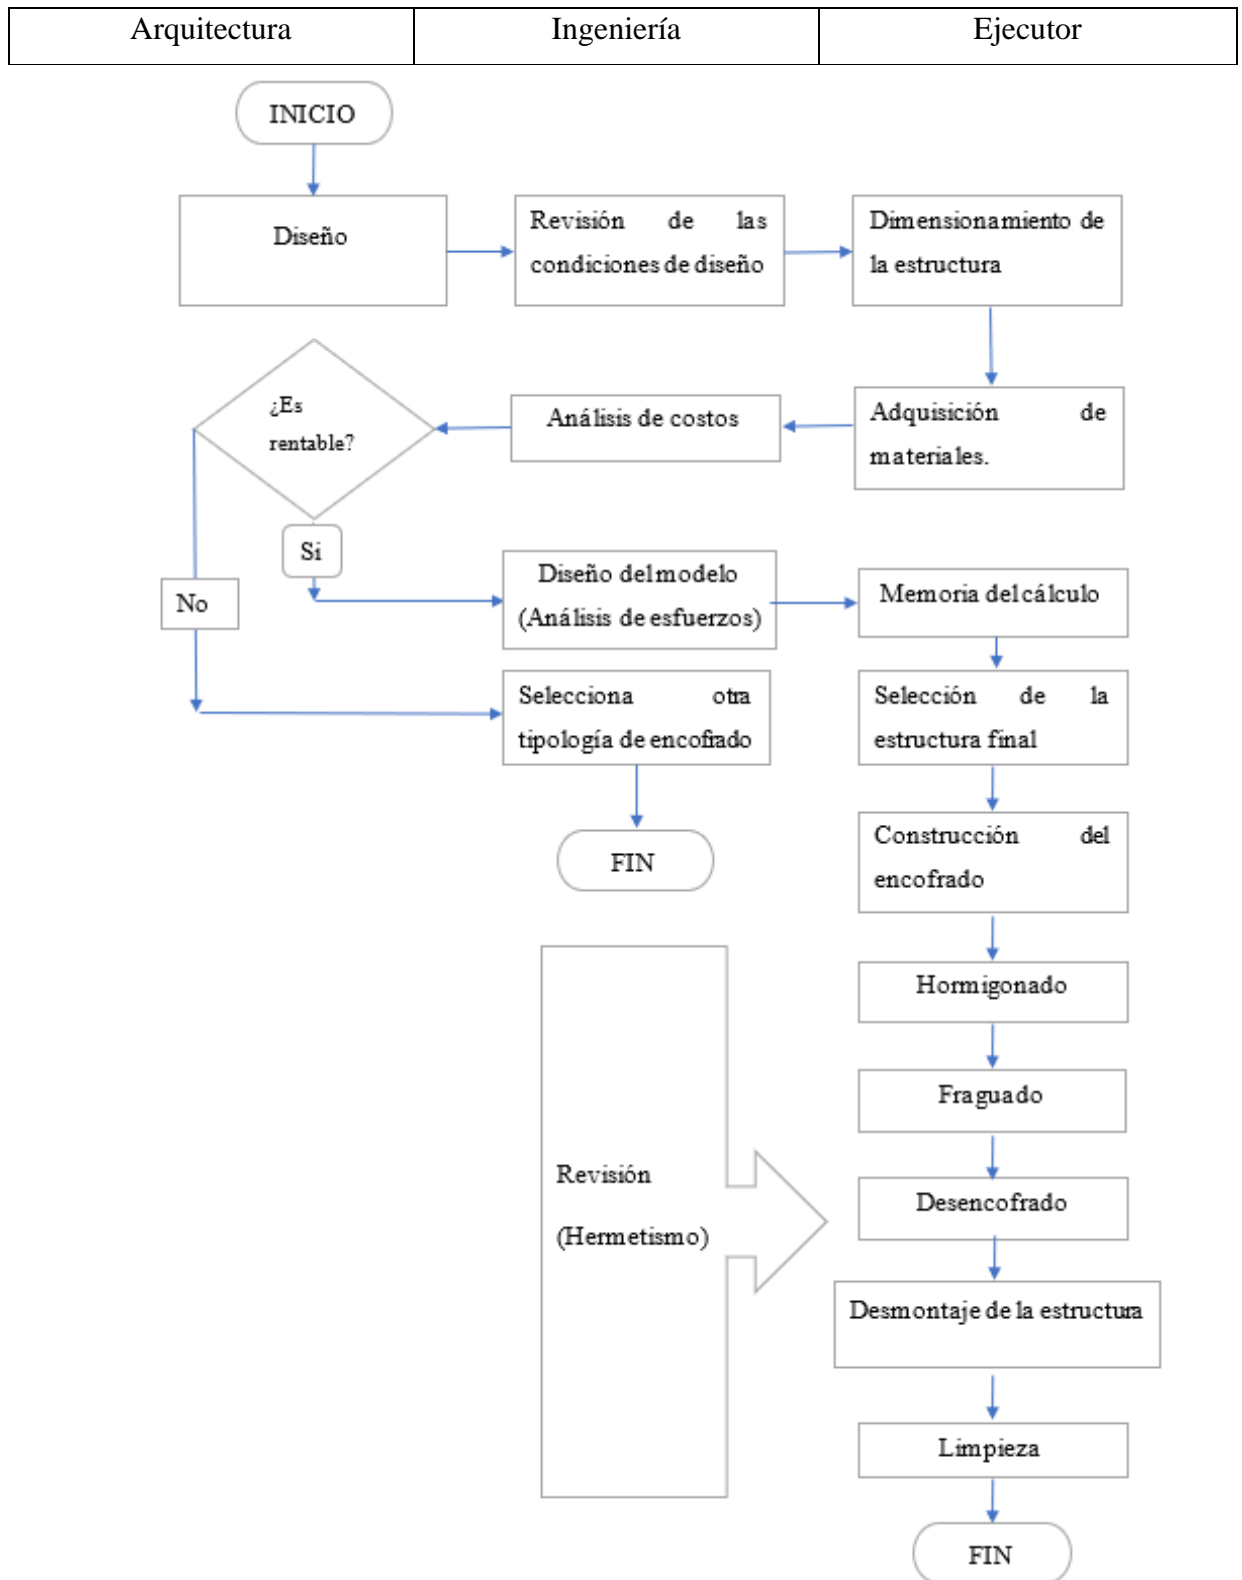 Arquitectura
Ingeniería
Ejecutor
INICIO
Diseño
Revisión de las
condiciones de diseño
Dimensionamiento de
la estructura
¿Es
rentable?
Análisis de costos
Adquisición de
materiales.
Si
No
Diseño del modelo
(Análisis de esfuerzos)
Memoria del cálculo
Selecciona otra
tipología de encofrado
Selección de la
estructura final
FIN
Construcción del
encofrado
Hormigonado
Fraguado
Revisión
(Hermetismo)
Desencofrado
Desmontaje de la estructura
Limpieza
FIN